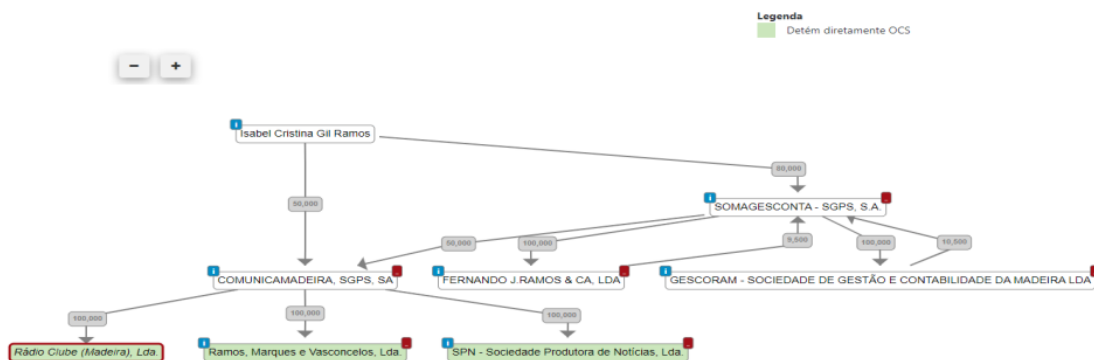 Legenda
Detém diretamente OCS
− +
Isabel Cristina Gil Ramos
80,000
50,000
SOMAGESCONTA - SGPS, S.A.
50,000
100,000
9,500
100,000
10,500
COMUNICAMADEIRA, SGPS, SA
FERNANDO J.RAMOS & CA, LDA
GESCORAM - SOCIEDADE DE GESTÃO E CONTABILIDADE DA MADEIRA LDA
100,000
100,000
100,000
Rádio Clube (Madeira), Lda.
Ramos, Marques e Vasconcelos, Lda.
SPN - Sociedade Produtora de Notícias, Lda.